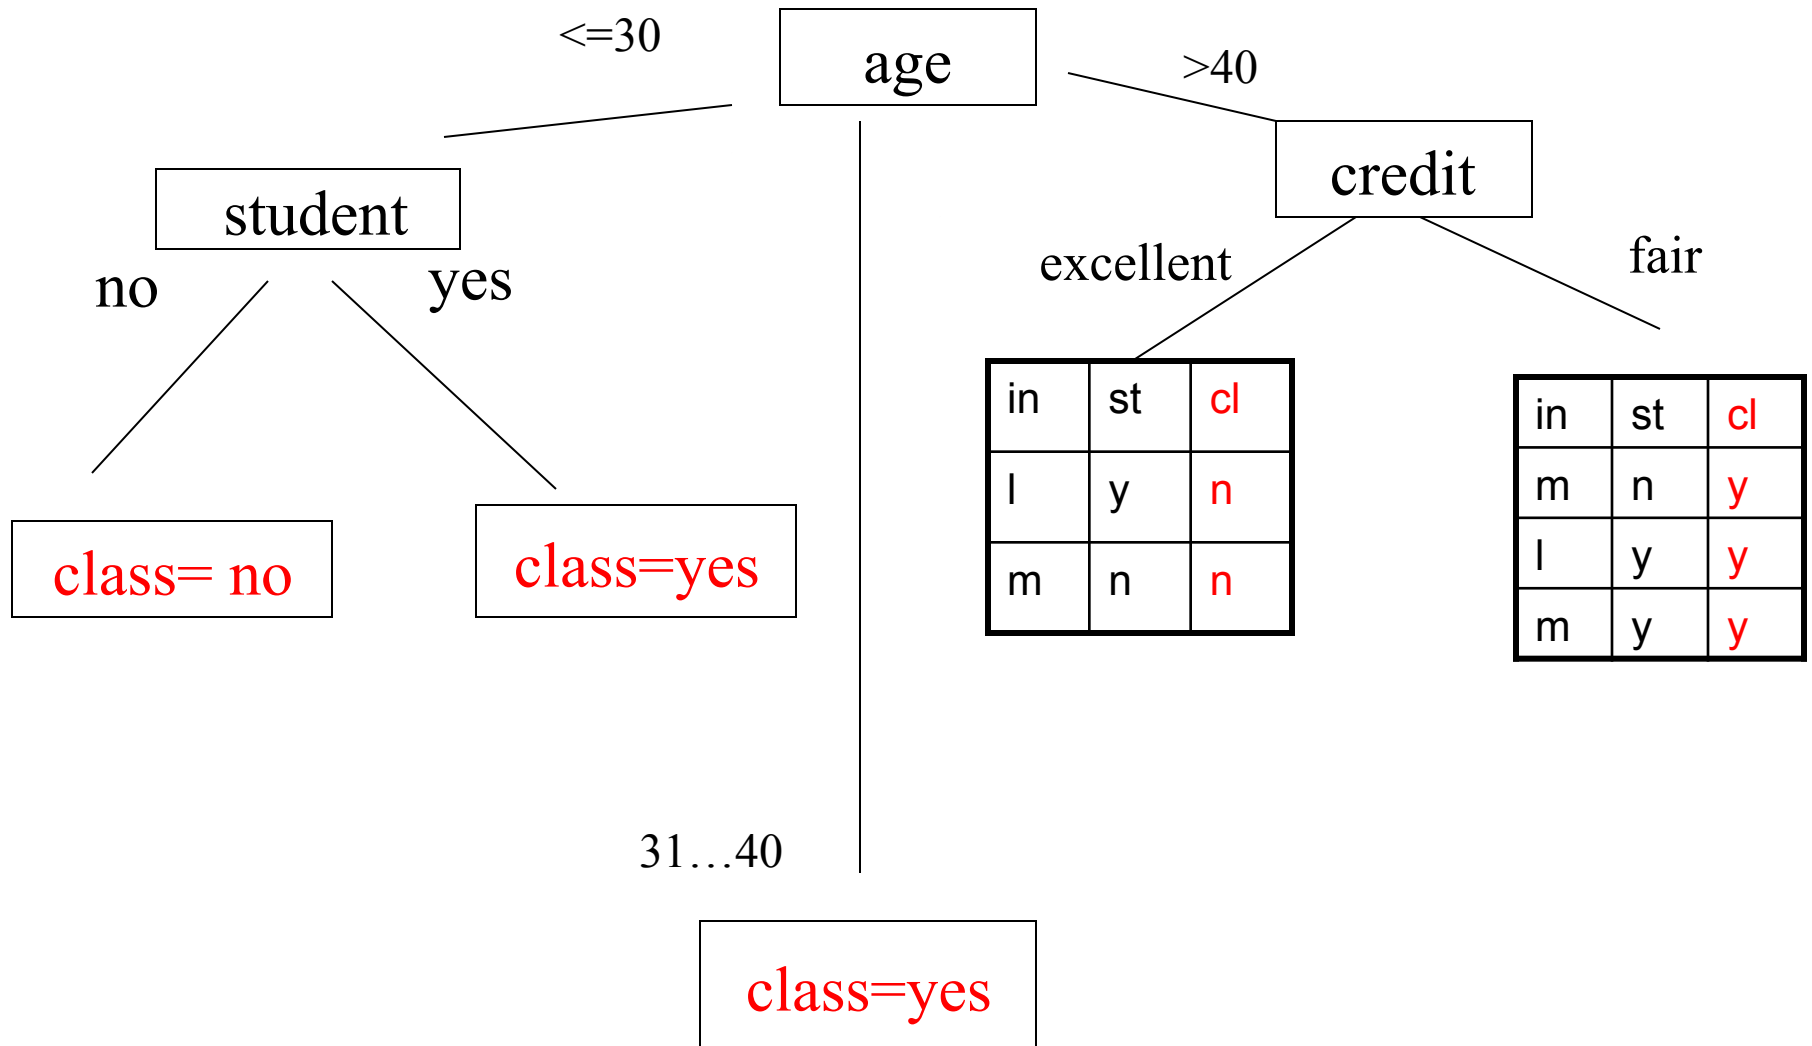 <=30
age
>40
student
credit
no
yes
excellent
fair
in st cl
l y n
m n n
in st cl
m n y
l y y
m y y
class= no
class=yes
31…40
class=yes